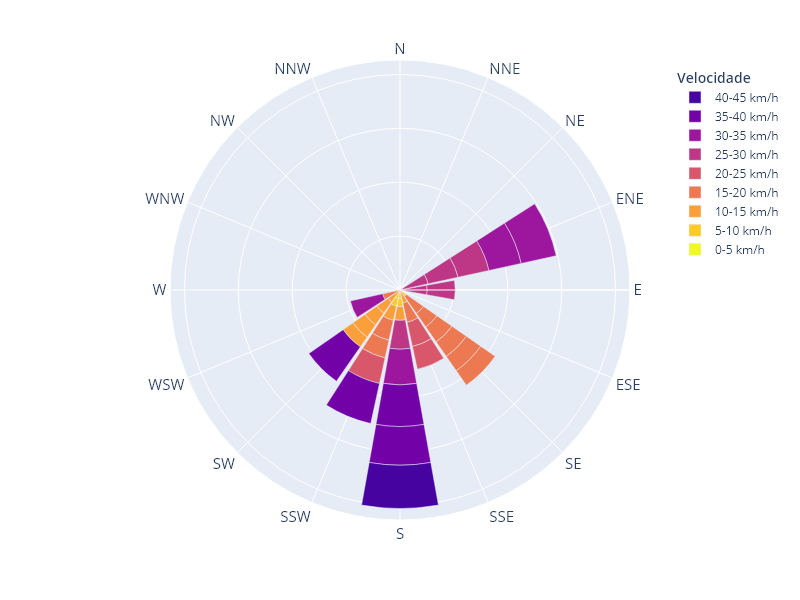 N
NNE
NE
ENE
E
ESE
SE
SSE
S
SSW
SW
WSW
W
WNW
NW
NNW
Velocidade
40-45 km/h
35-40 km/h
30-35 km/h
25-30 km/h
20-25 km/h
15-20 km/h
10-15 km/h
5-10 km/h
0-5 km/h